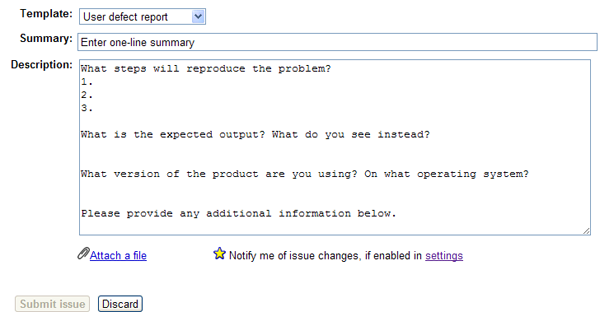 Template: User defect report
Summary: Enter one-line summary
Description: What steps will reproduce the problem?
1.
2.
3.
What is the expected output? What do you see instead?
What version of the product are you using? On what operating system?
Please provide any additional information below.
Attach a file Notify me of issue changes, if enabled in settings
Submit issue Discard